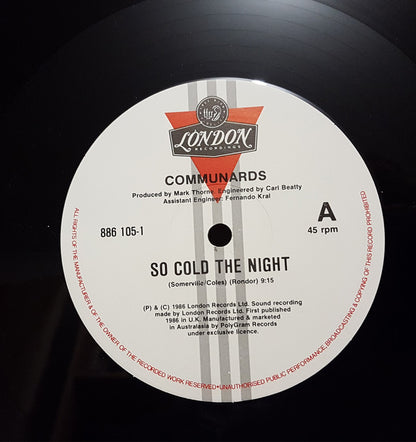 LONDON
RECORDINGS
COMMUNARDS
Produced by Mark Thorne. Engineered by Carl Beatty
Assistant Engineer: Fernando Kral
886 105-1
A
45 rpm
SO COLD THE NIGHT
(Somerville/Coles) (Rondor) 9:15
(P) & (C) 1986 London Records Ltd. Sound recording
made by London Records Ltd. First published
1986 in U.K. Manufactured & marketed
in Australasia by PolyGram Records
under exclusive licence.
ALL RIGHTS OF THE MANUFACTURER & OF THE OWNER OF THE RECORDED WORK RESERVED•UNAUTHORISED PUBLIC PERFORMANCE, BROADCASTING & COPYING OF THIS RECORD PROHIBITED